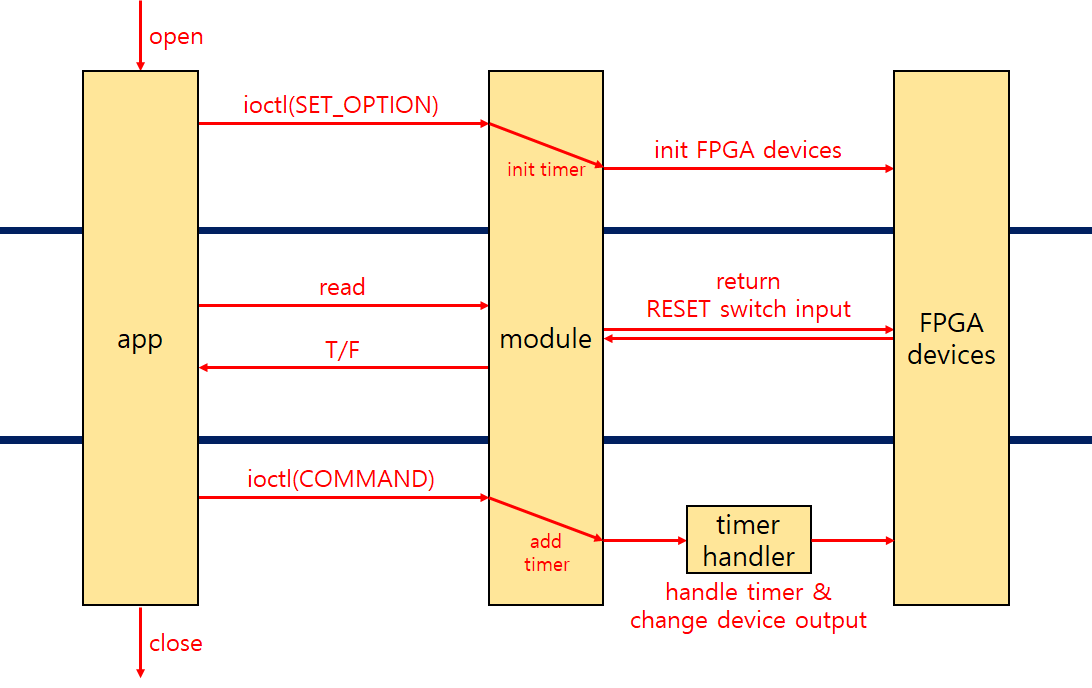 open
ioctl(SET_OPTION)
init timer
init FPGA devices
read
return
RESET switch input
app
T/F
module
FPGA
devices
ioctl(COMMAND)
add
timer
timer
handler
handle timer &
change device output
close